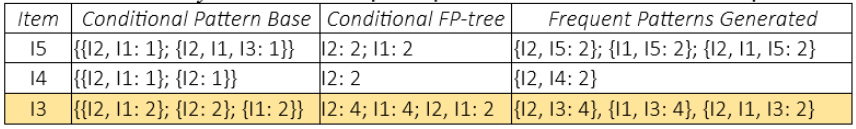 Item Conditional Pattern Base Conditional FP-tree Frequent Patterns Generated
I5 {{I2, I1: 1}; {I2, I1, I3: 1}} I2: 2; I1: 2 {I2, I5: 2}; {I1, I5: 2}; {I2, I1, I5: 2}
I4 {{I2, I1: 1}; {I2: 1}} I2: 2 {I2, I4: 2}
I3 {{I2, I1: 2}; {I2: 2}; {I1: 2}} I2: 4; I1: 4; I2, I1: 2 {I2, I3: 4}, {I1, I3: 4}, {I2, I1, I3: 2}